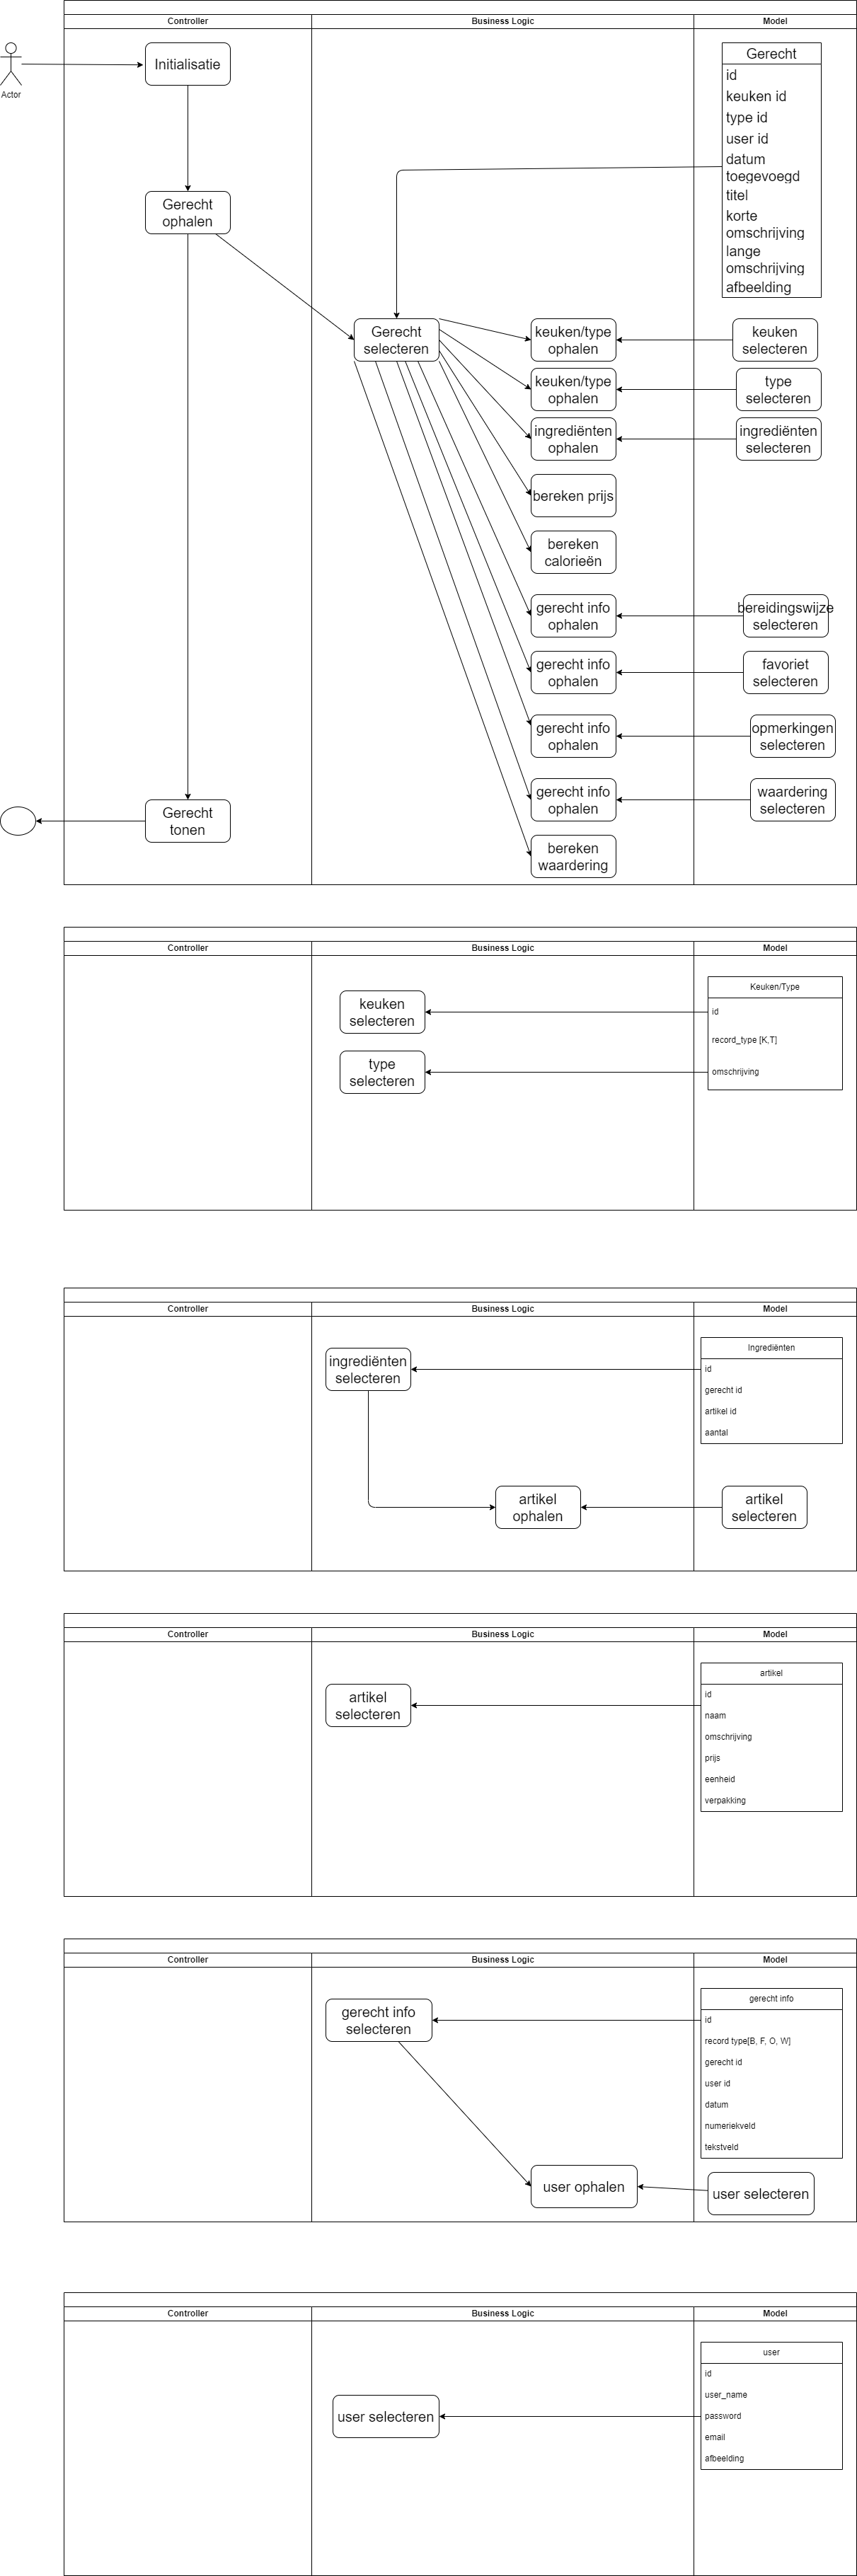 Controller
Business Logic
Model
Actor
Initialisatie
Gerecht
id
keuken id
type id
user id
datum
toegevoegd
titel
korte
omschrijving
lange
omschrijving
afbeelding
Gerecht
ophalen
Gerecht
selecteren
keuken/type
ophalen
keuken
selecteren
keuken/type
ophalen
type
selecteren
ingrediënten
ophalen
ingrediënten
selecteren
bereken prijs
bereken
calorieën
gerecht info
ophalen
bereidingswijze
selecteren
gerecht info
ophalen
favoriet
selecteren
gerecht info
ophalen
opmerkingen
selecteren
gerecht info
ophalen
waardering
selecteren
Gerecht
tonen
bereken
waardering
Controller
Business Logic
Model
keuken
selecteren
type
selecteren
Keuken/Type
id
record_type [K,T]
omschrijving
Controller
Business Logic
Model
ingrediënten
selecteren
Ingrediënten
id
gerecht id
artikel id
aantal
artikel
ophalen
artikel
selecteren
Controller
Business Logic
Model
artikel
selecteren
artikel
id
naam
omschrijving
prijs
eenheid
verpakking
Controller
Business Logic
Model
gerecht info
selecteren
gerecht info
id
record type[B, F, O, W]
gerecht id
user id
datum
numeriekveld
tekstveld
user ophalen
user selecteren
Controller
Business Logic
Model
user selecteren
user
id
user_name
password
email
afbeelding